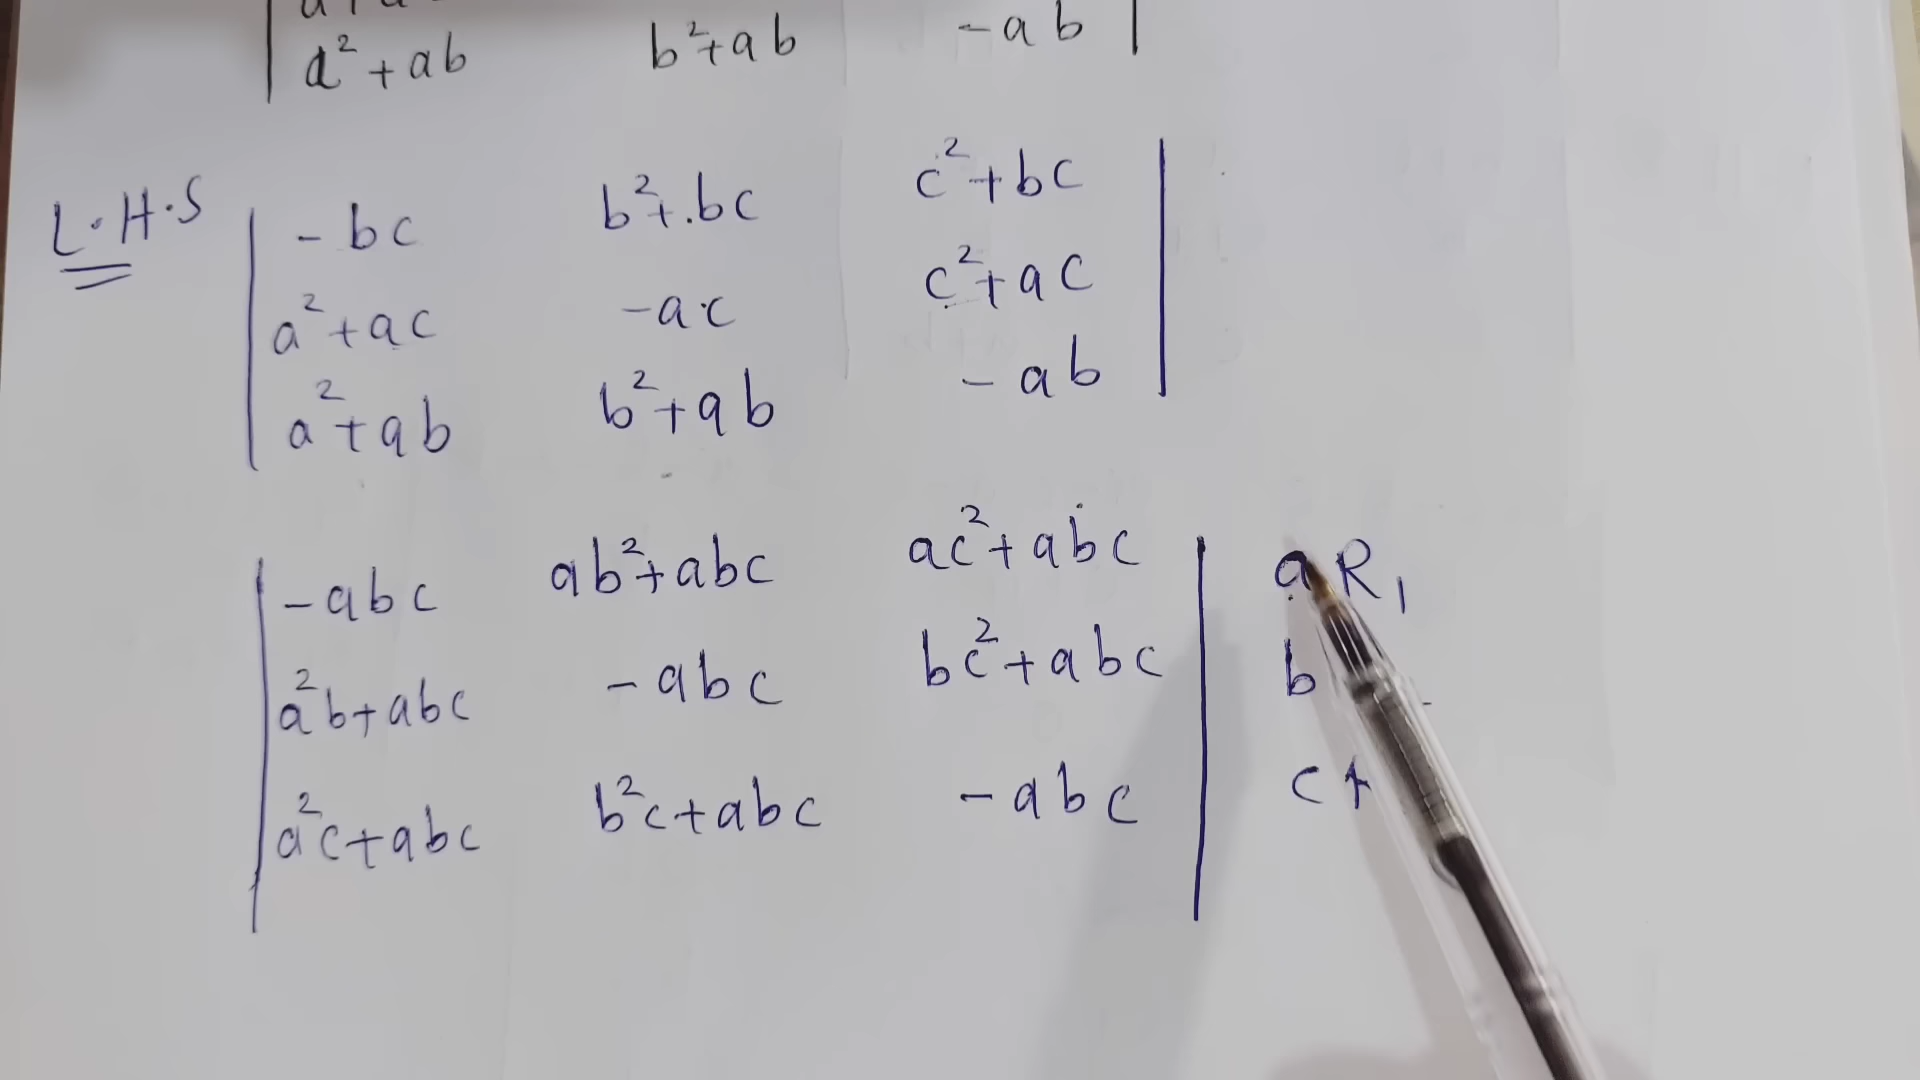 a² + ab b²+ab -ab
L.H.S
-bc b²+.bc c²+bc
a²+ac -ac c²+ac
a²+ab b²+ab -ab
-abc ab²+abc ac²+abc aR₁
a²b+abc -abc bc²+abc b
a²c+abc b²c+abc -abc c